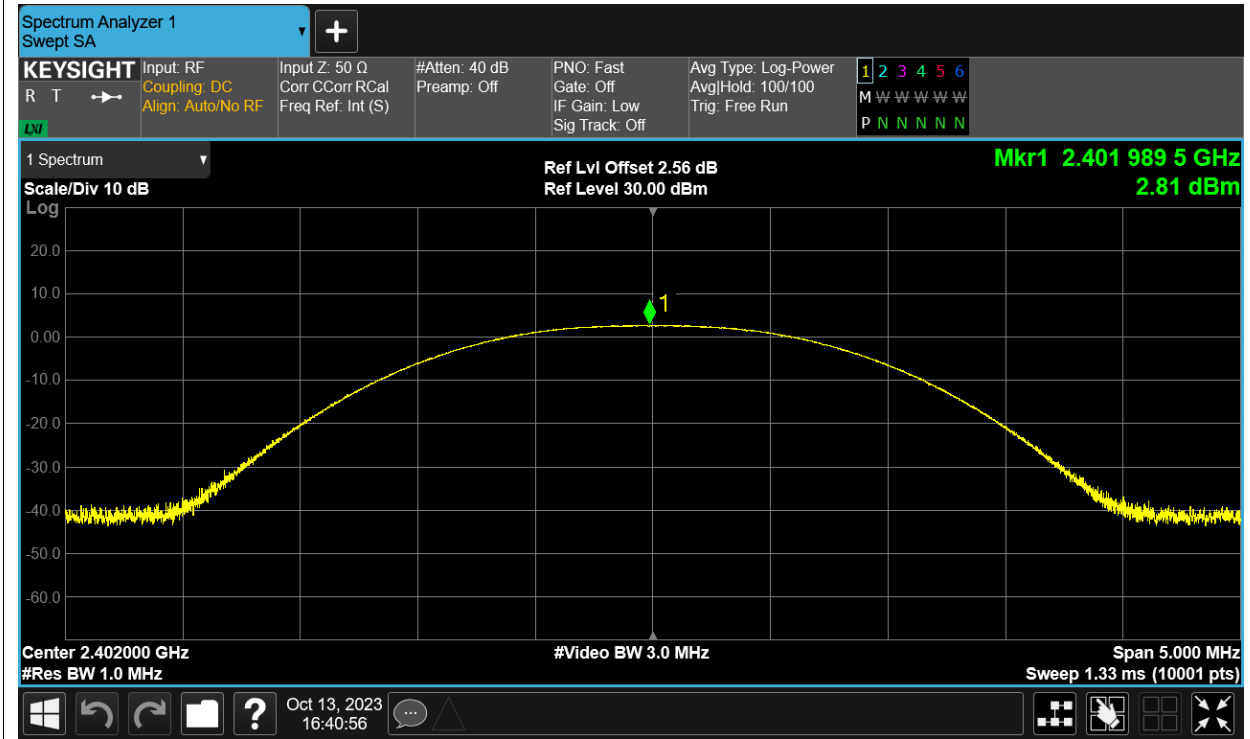 Spectrum Analyzer 1
Swept SA
KEYSIGHT
R T
LXI
Input: RF
Coupling: DC
Align: Auto/No RF
Input Z: 50 Ω
Corr CCorr RCal
Freq Ref: Int (S)
#Atten: 40 dB
Preamp: Off
PNO: Fast
Gate: Off
IF Gain: Low
Sig Track: Off
Avg Type: Log-Power
Avg|Hold: 100/100
Trig: Free Run
1 2 3 4 5 6
M W W W W W W
P N N N N N N
1 Spectrum
Scale/Div 10 dB
Log
Ref Lvl Offset 2.56 dB
Ref Level 30.00 dBm
Mkr1 2.401 989 5 GHz
2.81 dBm
20.0
10.0
1
0.00
-10.0
-20.0
-30.0
-40.0
-50.0
-60.0
Center 2.402000 GHz
#Res BW 1.0 MHz
#Video BW 3.0 MHz
Span 5.000 MHz
Sweep 1.33 ms (10001 pts)
?
Oct 13, 2023
16:40:56